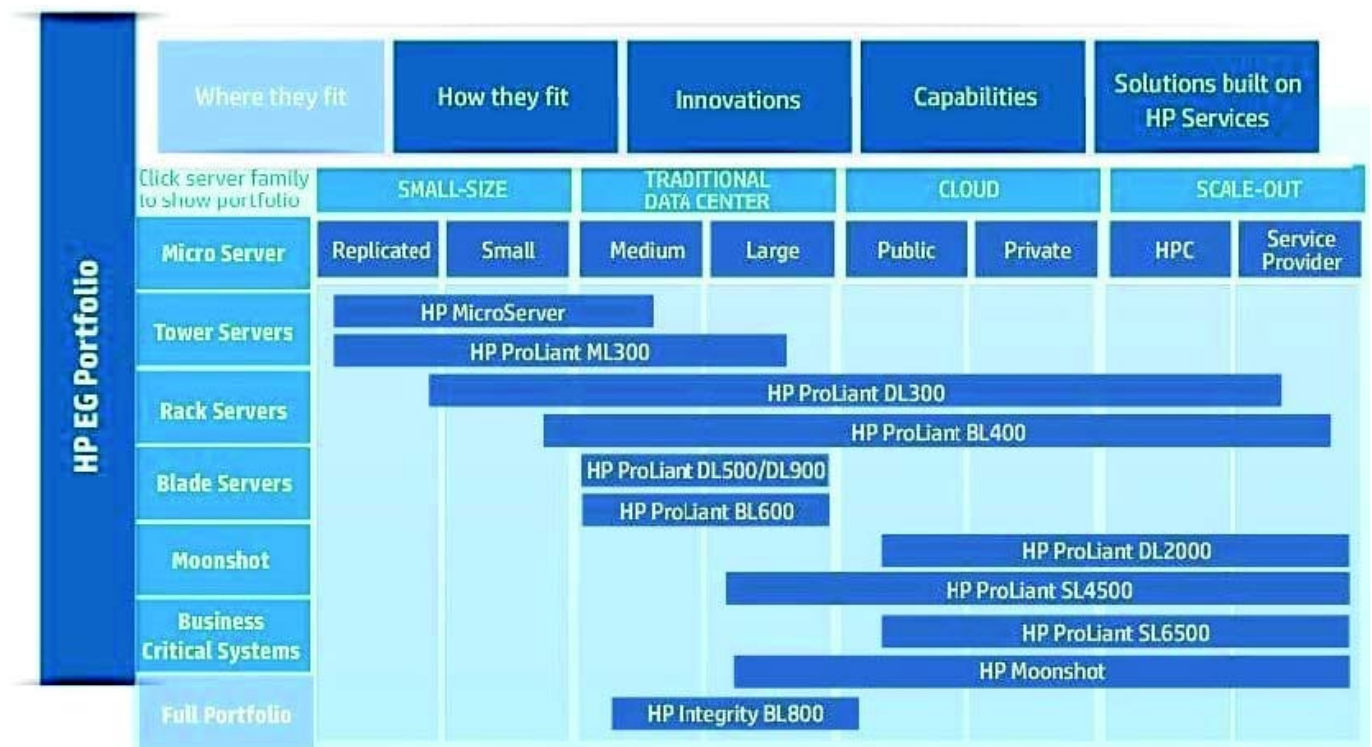 HP EG Portfolio
Where they fit
How they fit
Innovations
Capabilities
Solutions built on
HP Services
Click server family
to show portfolio
SMALL-SIZE
TRADITIONAL
DATA CENTER
CLOUD
SCALE-OUT
Micro Server
Replicated
Small
Medium
Large
Public
Private
HPC
Service
Provider
Tower Servers
HP MicroServer
HP ProLiant ML300
Rack Servers
HP ProLiant DL300
HP ProLiant BL400
Blade Servers
HP ProLiant DL500/DL900
HP ProLiant BL600
Moonshot
HP ProLiant DL2000
HP ProLiant SL4500
Business
Critical Systems
HP ProLiant SL6500
HP Moonshot
Full Portfolio
HP Integrity BL800